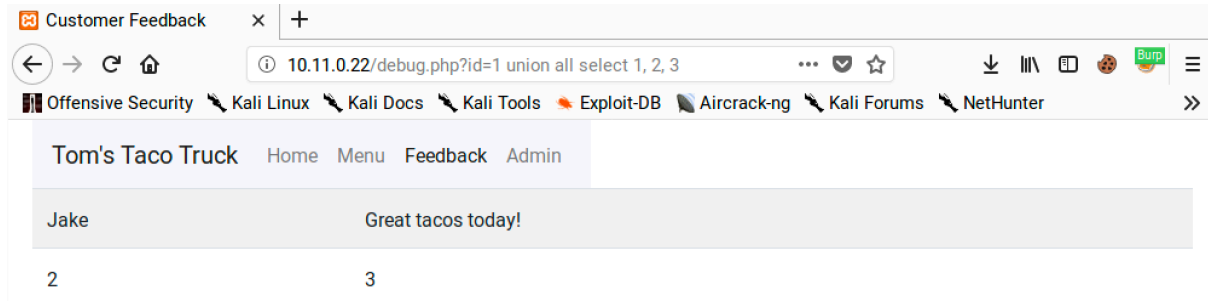 Customer Feedback
10.11.0.22/debug.php?id=1 union all select 1, 2, 3
Burp
Offensive Security Kali Linux Kali Docs Kali Tools Exploit-DB Aircrack-ng Kali Forums NetHunter
Tom's Taco Truck Home Menu Feedback Admin
Jake Great tacos today!
2 3